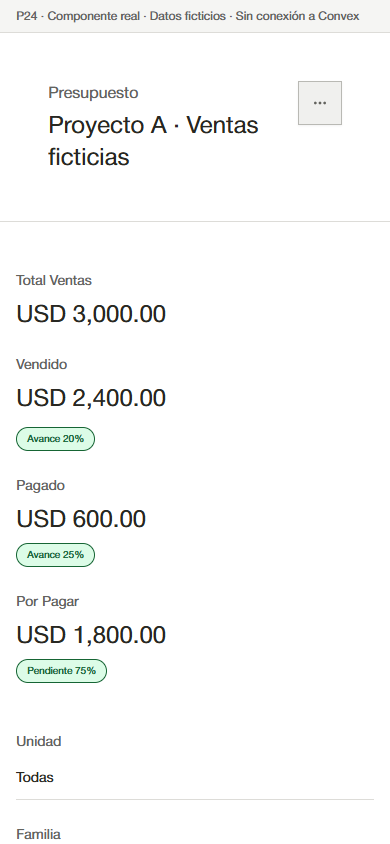 P24 · Componente real · Datos ficticios · Sin conexión a Convex
Presupuesto
Proyecto A · Ventas
ficticias
...
Total Ventas
USD 3,000.00
Vendido
USD 2,400.00
Avance 20%
Pagado
USD 600.00
Avance 25%
Por Pagar
USD 1,800.00
Pendiente 75%
Unidad
Todas
Familia